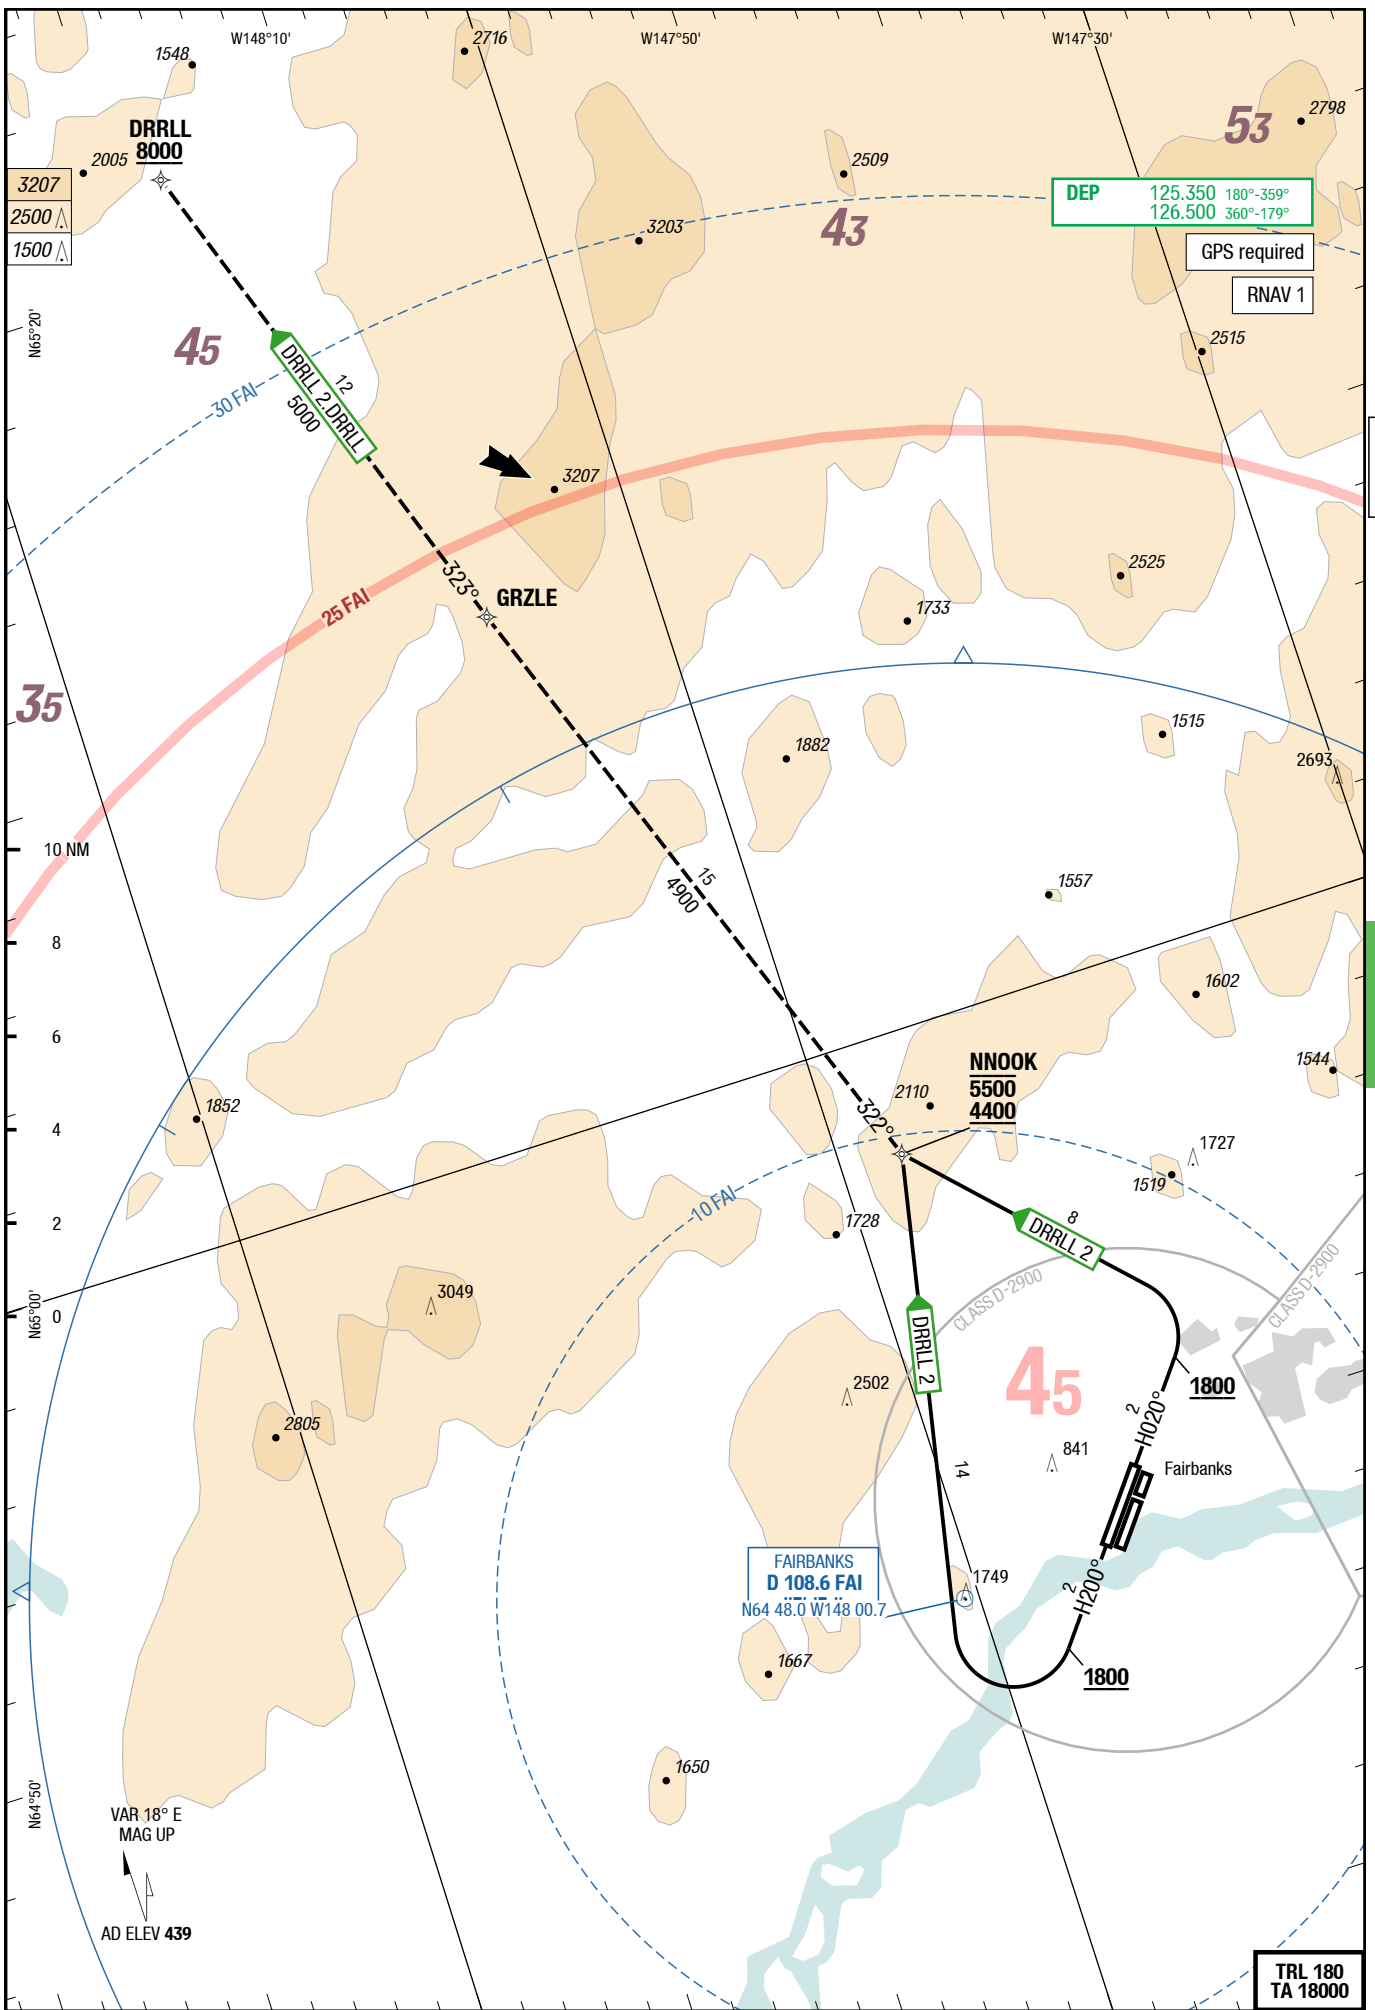 W148°10'
W147°50'
W147°30'
1548
2716
2798
53
DRRLL
8000
2005
2509
3207
2500
1500
DEP 125.350 180°-359°
126.500 360°-179°
3203
43
GPS required
RNAV 1
N65°20'
45
2515
12
DRRLL 2.DRRLL
5000
30 FAI
3207
323°
2525
GRZLE
25 FAI
1733
35
1515
1882
2693
10 NM
15
4900
1557
8
1602
6
NNOOK
5500
4400
1544
2110
1852
322°
4
1727
1519
10 FAI
2
1728
8
DRRLL 2
CLASS D-2900
CLASS D-2900
3049
N65°00'
0
DRRLL 2
45
2502
1800
2805
2
H020°
841
14
Fairbanks
FAIRBANKS
D 108.6 FAI
N64 48.0 W148 00.7
1749
2
H200°
1667
1800
1650
N64°50'
VAR 18° E
MAG UP
AD ELEV 439
TRL 180
TA 18000